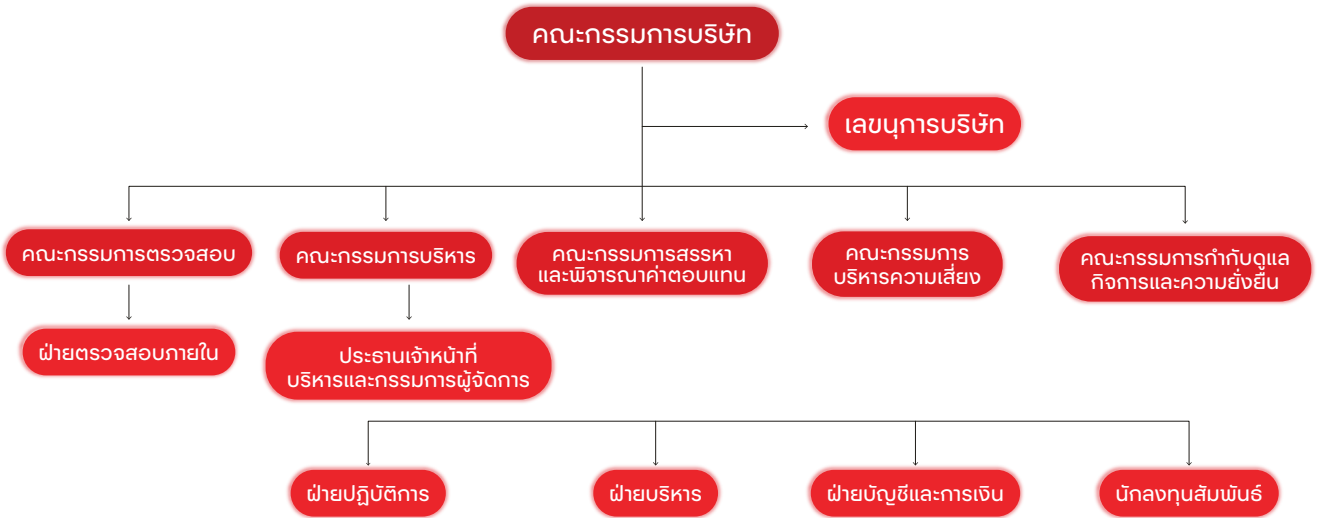 คณะกรรมการบริษัท
เลขนุการบริษัท
คณะกรรมการตรวจสอบ
คณะกรรมการบริหาร
คณะกรรมการสรรหา
และพิจารณาค่าตอบแทน
คณะกรรมการ
บริหารความเสี่ยง
คณะกรรมการกำกับดูแล
กิจการและความยั่งยืน
ฝ่ายตรวจสอบภายใน
ประธานเจ้าหน้าที่
บริหารและกรรมการผู้จัดการ
ฝ่ายปฏิบัติการ
ฝ่ายบริหาร
ฝ่ายบัญชีและการเงิน
นักลงทุนสัมพันธ์